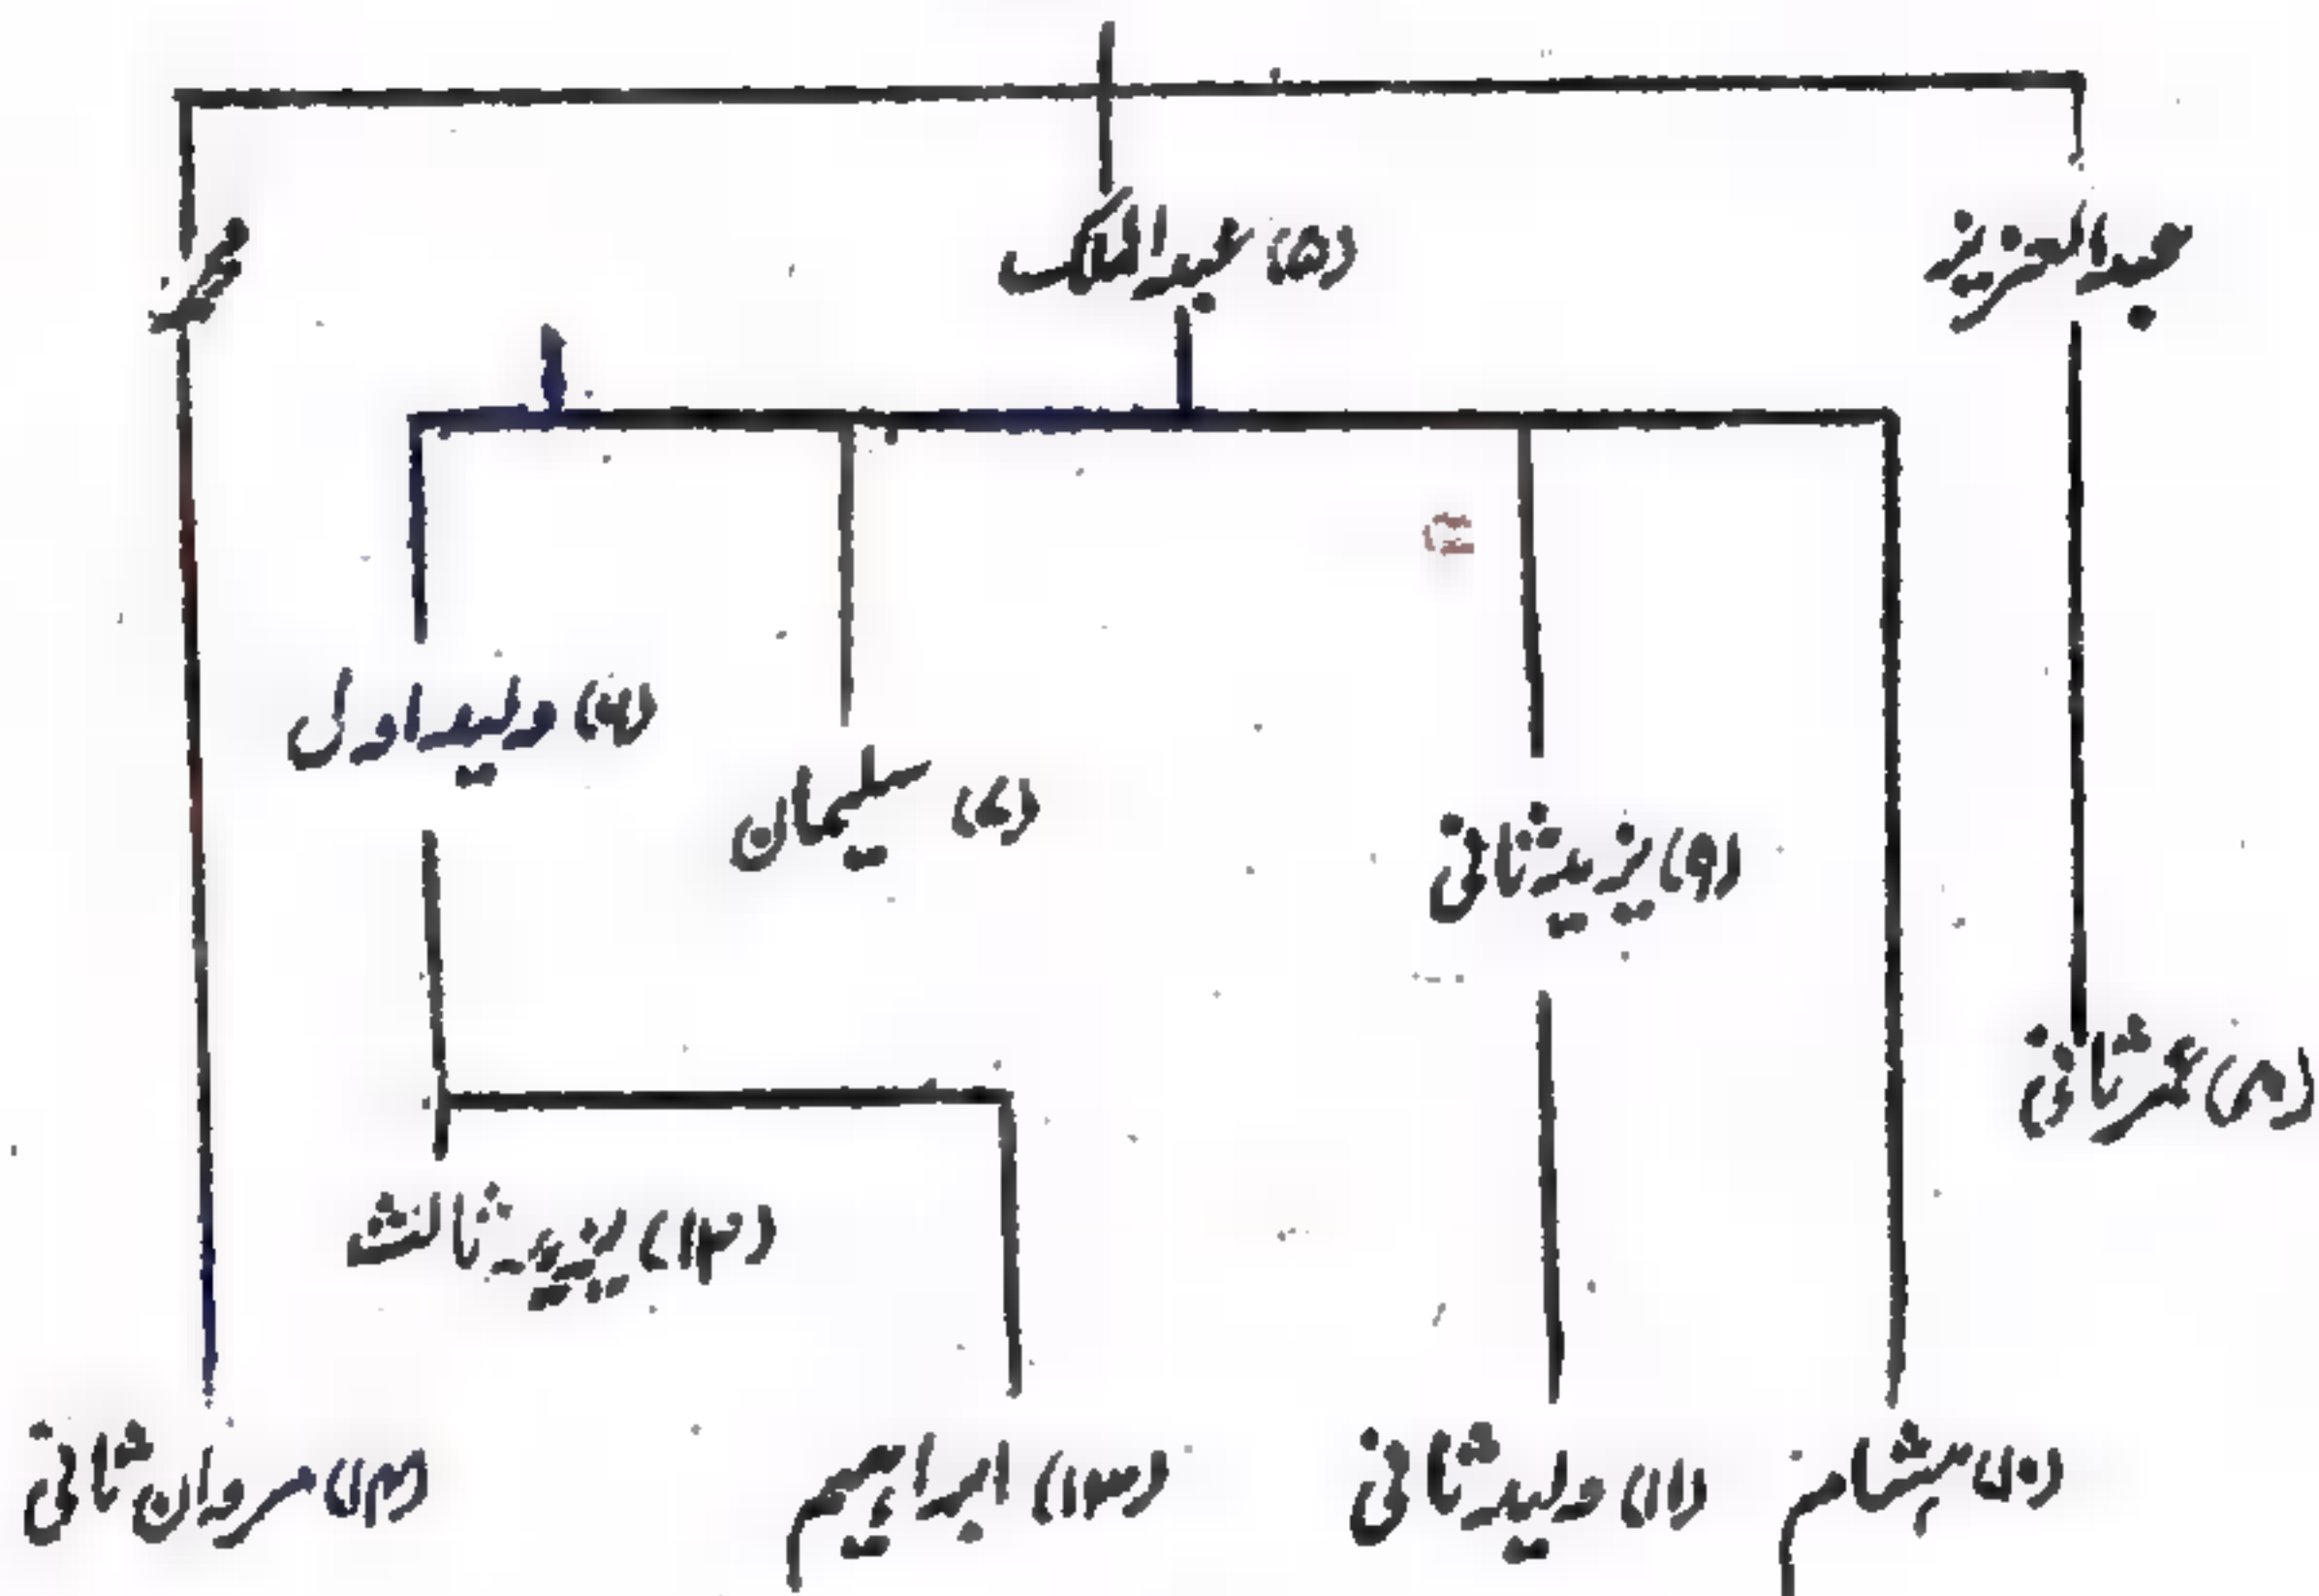 عبدالعزیز
(۵) عبدالملک
محمد
(۶) ولید اول
(۷) سلیمان
(۹) یزید ثانی
(۸) عمر ثانی
(۱۲) یزید ثالث
(۱۰) ہشام
(۱۱) ولید ثانی
(۱۳) ابراہیم
(۱۴) مروان ثانی